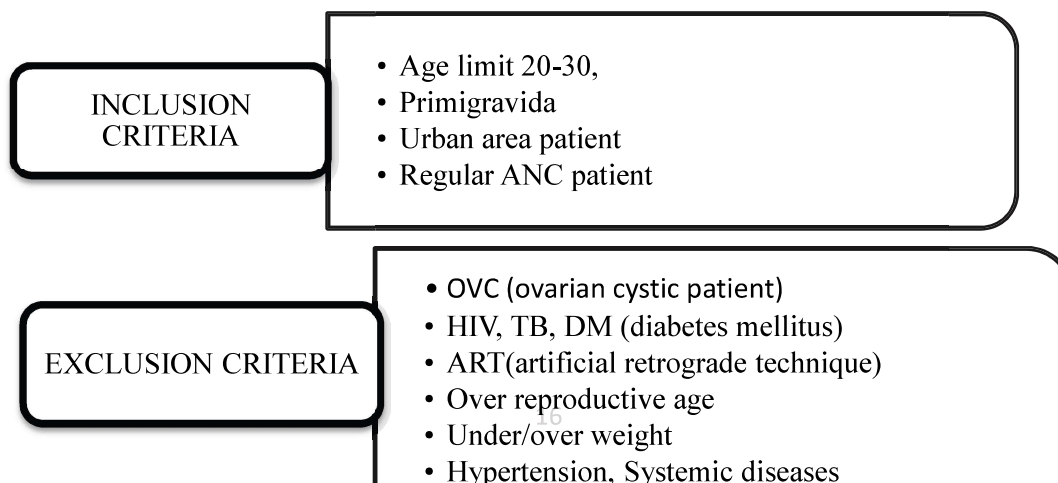 INCLUSION
CRITERIA
• Age limit 20-30,
• Primigravida
• Urban area patient
• Regular ANC patient
EXCLUSION CRITERIA
• OVC (ovarian cystic patient)
• HIV, TB, DM (diabetes mellitus)
• ART(artificial retrograde technique)
• Over reproductive age
16
• Under/over weight
• Hypertension, Systemic diseases